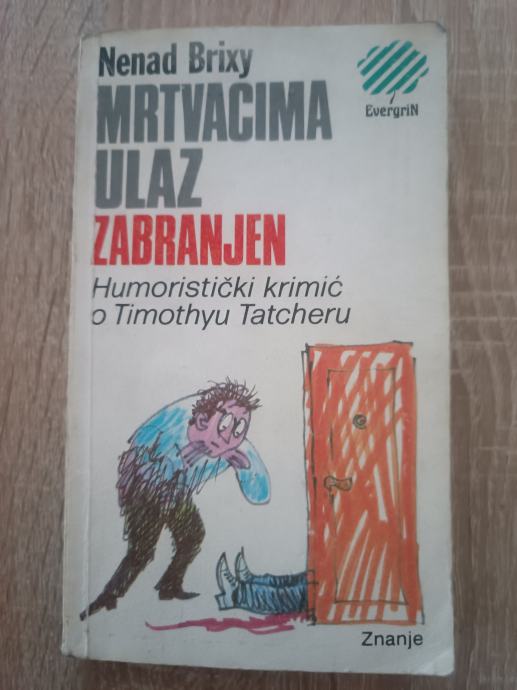 Nenad Brixy
EvergriN
MRTVACIMA
ULAZ
ZABRANJEN
Humoristički krimić
o Timothyu Tatcheru
Znanje